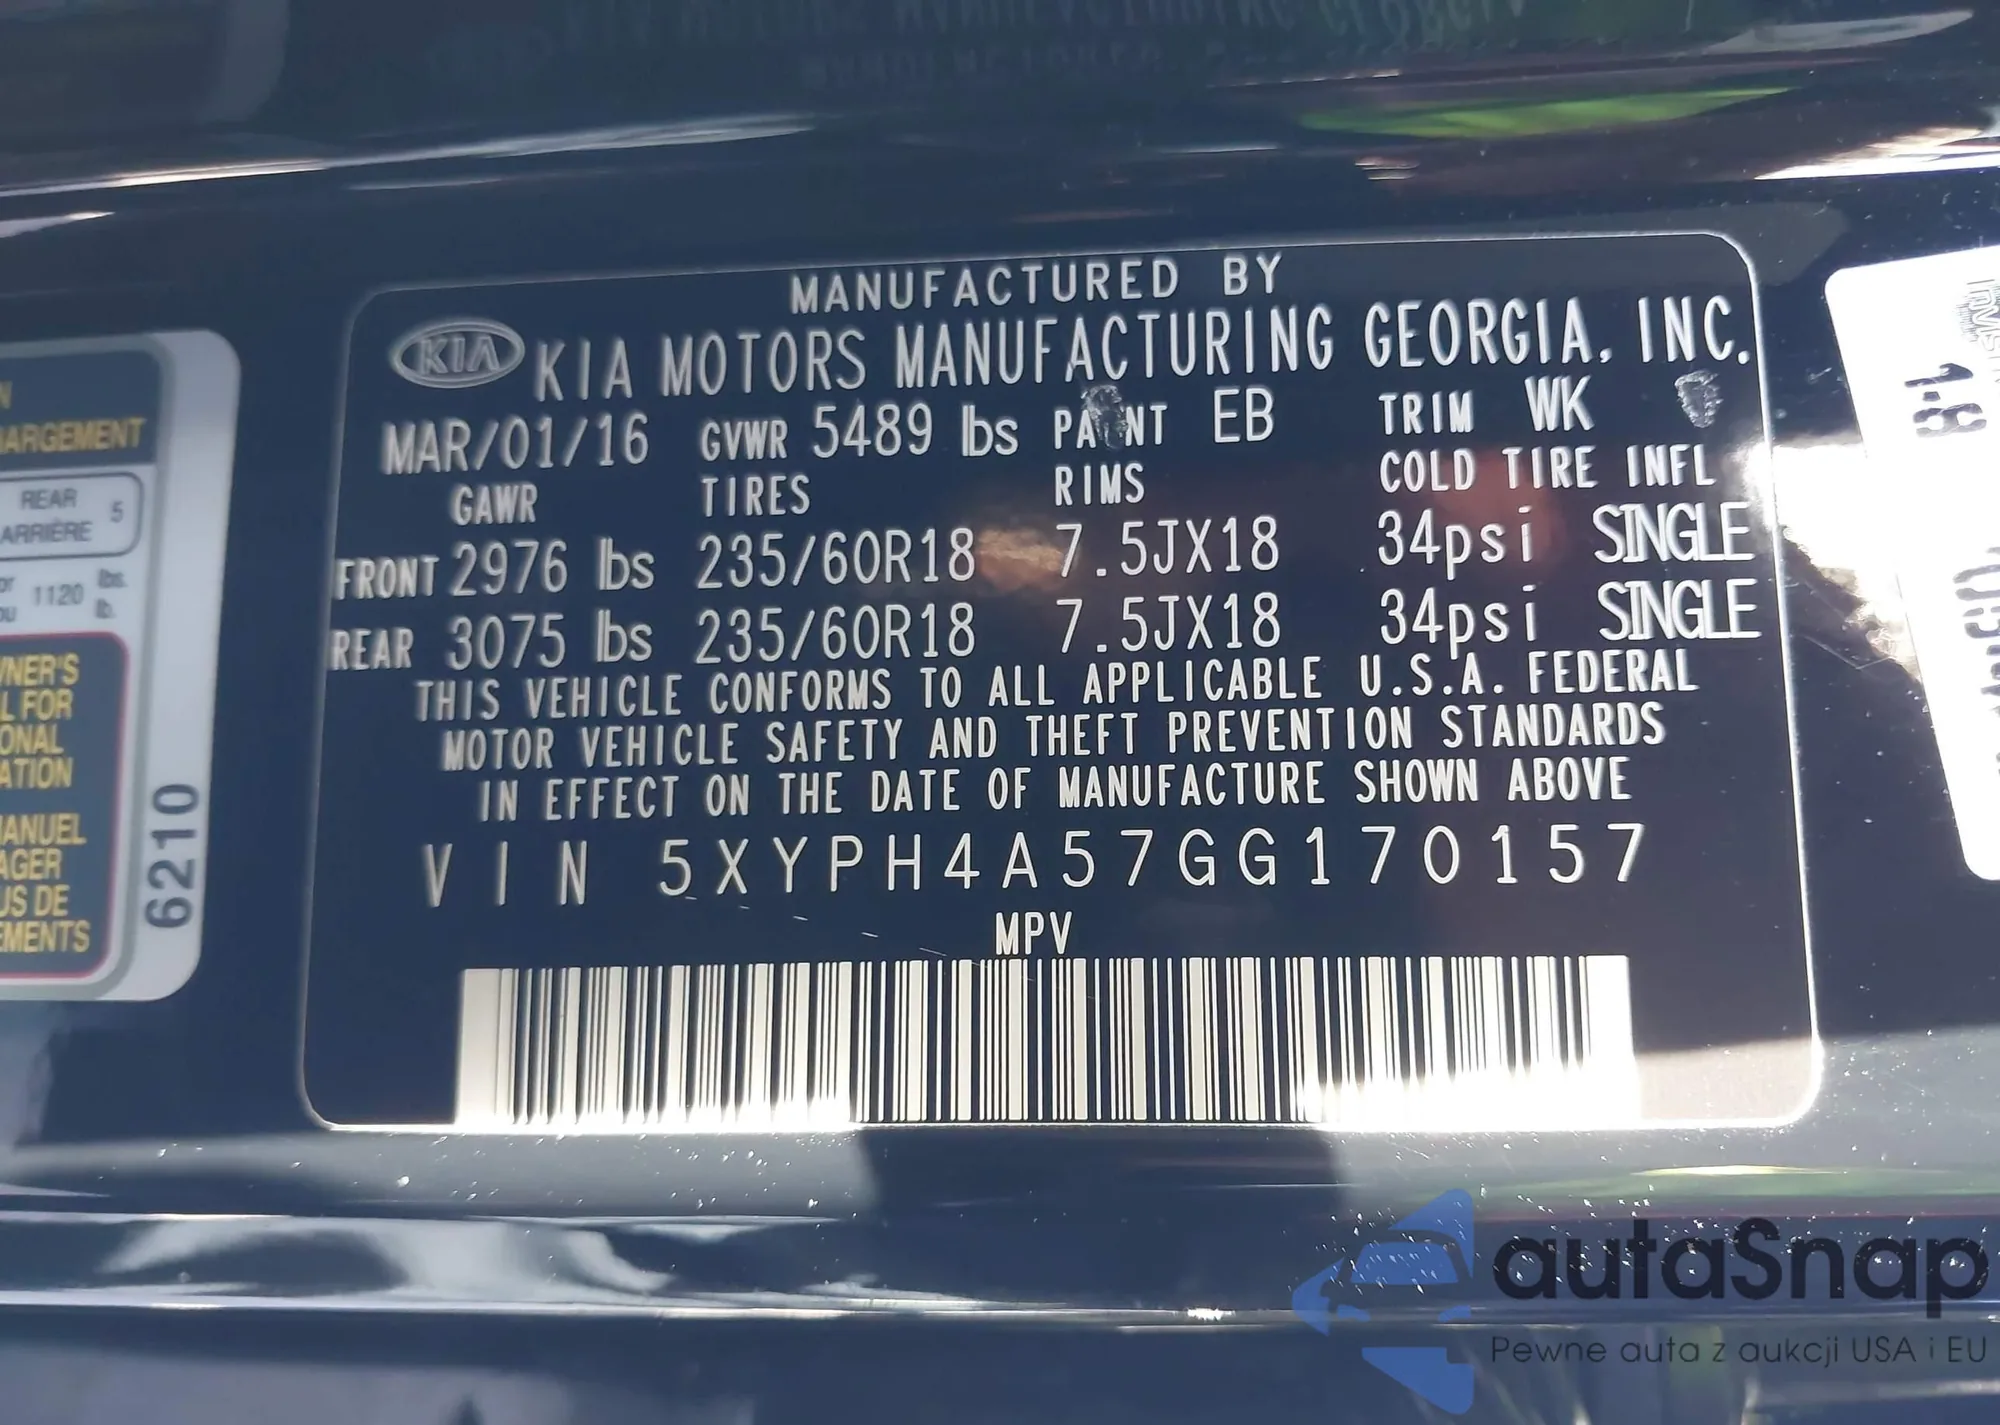 MANUFACTURED BY
KIA KIA MOTORS MANUFACTURING GEORGIA, INC.
MAR/01/16 GVWR 5489 lbs PAINT EB TRIM WK
GAWR TIRES RIMS COLD TIRE INFL
FRONT 2976 lbs 235/60R18 7.5JX18 34psi SINGLE
REAR 3075 lbs 235/60R18 7.5JX18 34psi SINGLE
THIS VEHICLE CONFORMS TO ALL APPLICABLE U.S.A. FEDERAL
MOTOR VEHICLE SAFETY AND THEFT PREVENTION STANDARDS
IN EFFECT ON THE DATE OF MANUFACTURE SHOWN ABOVE
VIN 5XYPH4A57GG170157
MPV
REAR 5
ARRIÈRE
1120 lbs.
lb.
6210
autaSnap
Pewne auta z aukcji USA i EU